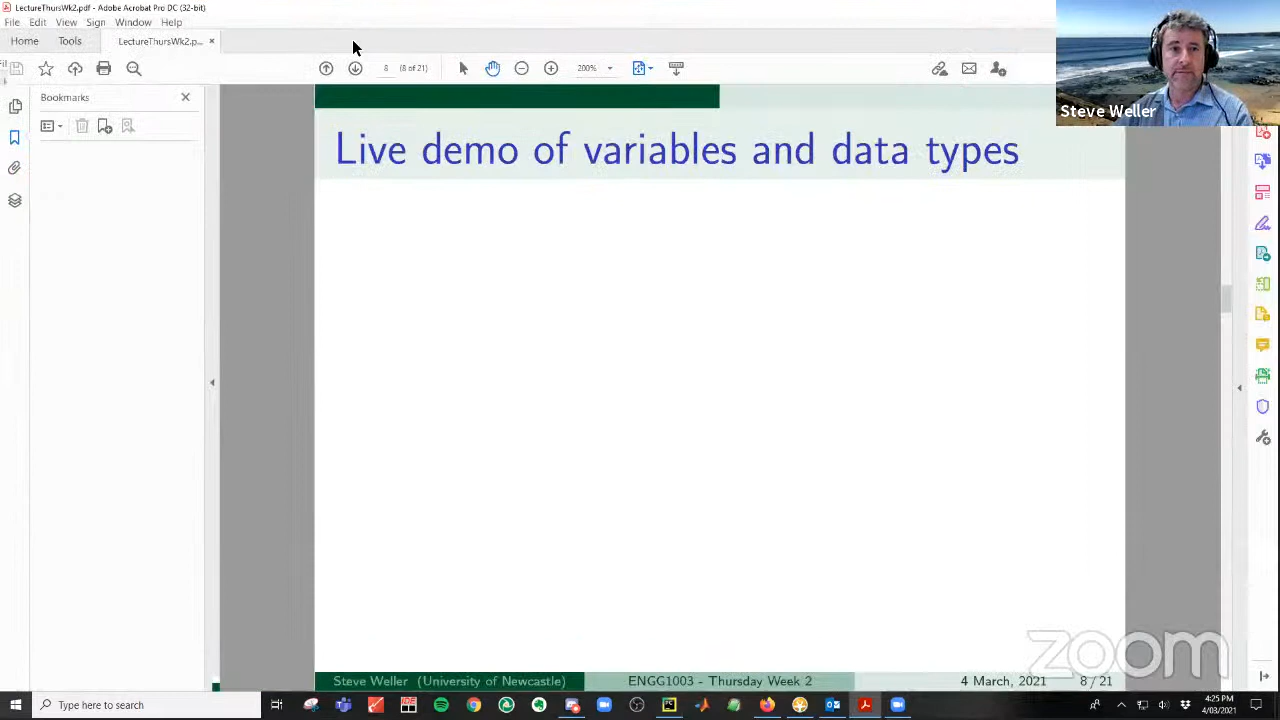 LectureThursWk2.pdf - Adobe Acrobat Pro DC (32-bit)
File Edit View Sign Window Help
Home Tools LectureThursWk2.p...
8 (8 of 21) 200%
Bookmarks
Steve Weller
Live demo of variables and data types
zoom
Steve Weller (University of Newcastle) ENGG1003 - Thursday Week 2 4 March, 2021 8 / 21
Type here to search
4:25 PM
4/03/2021